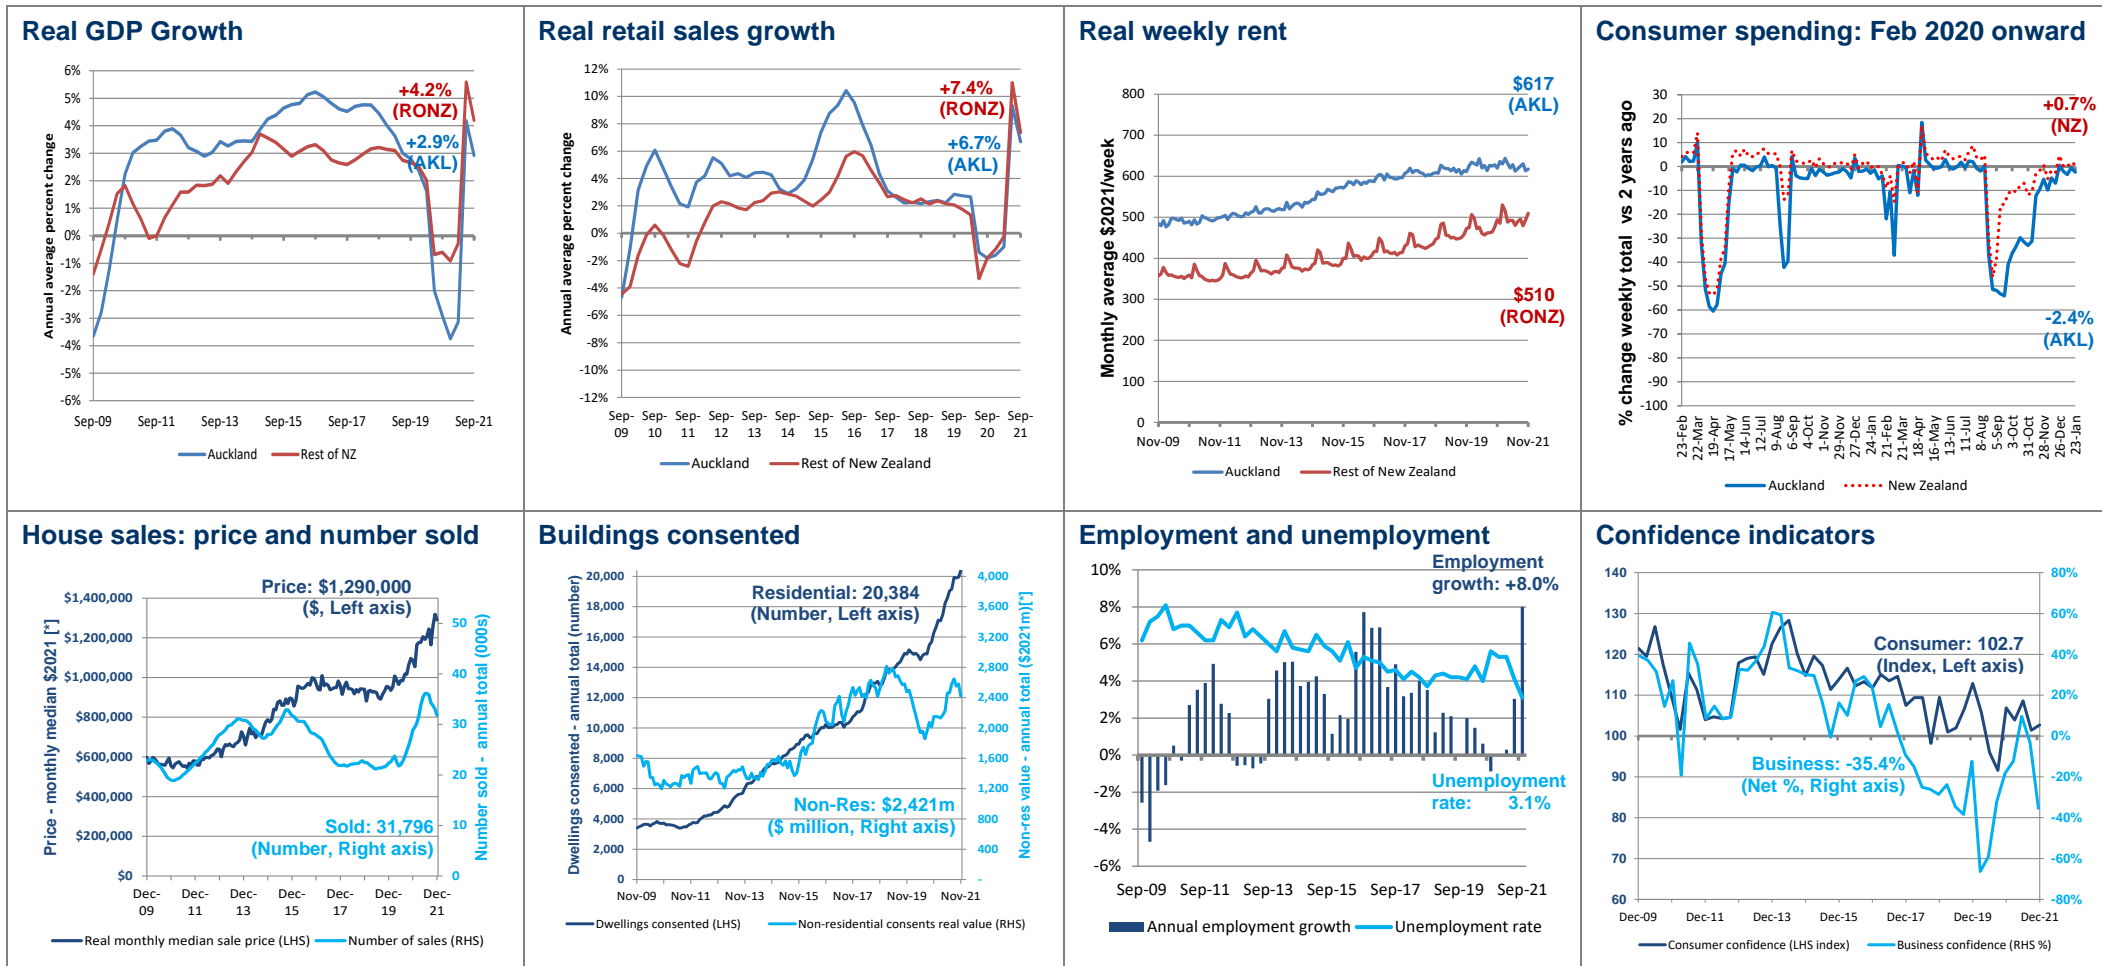 Real GDP Growth
Annual average percent change
6%
5%
4%
3%
2%
1%
0%
-1%
-2%
-3%
-4%
-5%
-6%
+4.2%
(RONZ)
+2.9%
(AKL)
Sep-09
Sep-11
Sep-13
Sep-15
Sep-17
Sep-19
Sep-21
Auckland
Rest of NZ
Real retail sales growth
Annual average percent change
12%
10%
8%
6%
4%
2%
0%
-2%
-4%
-6%
-8%
-10%
-12%
+7.4%
(RONZ)
+6.7%
(AKL)
Sep-09
Sep-10
Sep-11
Sep-12
Sep-13
Sep-14
Sep-15
Sep-16
Sep-17
Sep-18
Sep-19
Sep-20
Sep-21
Auckland
Rest of New Zealand
Real weekly rent
Monthly average $2021/week
800
700
600
500
400
300
200
100
0
$617
(AKL)
$510
(RONZ)
Nov-09
Nov-11
Nov-13
Nov-15
Nov-17
Nov-19
Nov-21
Auckland
Rest of New Zealand
Consumer spending: Feb 2020 onward
% change weekly total vs 2 years ago
30
20
10
0
-10
-20
-30
-40
-50
-60
-70
-80
-90
-100
+0.7%
(NZ)
-2.4%
(AKL)
23-Feb
22-Mar
19-Apr
17-May
14-Jun
12-Jul
9-Aug
6-Sep
4-Oct
1-Nov
29-Nov
27-Dec
24-Jan
21-Feb
21-Mar
18-Apr
16-May
13-Jun
11-Jul
8-Aug
5-Sep
3-Oct
31-Oct
28-Nov
26-Dec
23-Jan
Auckland
New Zealand
House sales: price and number sold
Price - monthly median $2021 [*]
$1,400,000
$1,200,000
$1,000,000
$800,000
$600,000
$400,000
$200,000
$0
Price: $1,290,000
($, Left axis)
Sold: 31,796
(Number, Right axis)
50
40
30
20
10
0
Number sold - annual total (000s)
Dec-09
Dec-11
Dec-13
Dec-15
Dec-17
Dec-19
Dec-21
Real monthly median sale price (LHS)
Number of sales (RHS)
Buildings consented
Dwellings consented - annual total (number)
20,000
18,000
16,000
14,000
12,000
10,000
8,000
6,000
4,000
2,000
0
Residential: 20,384
(Number, Left axis)
Non-Res: $2,421m
($ million, Right axis)
4,000
3,600
3,200
2,800
2,400
2,000
1,600
1,200
800
400
-
Non-res value - annual total ($2021m)[*]
Nov-09
Nov-11
Nov-13
Nov-15
Nov-17
Nov-19
Nov-21
Dwellings consented (LHS)
Non-residential consents real value (RHS)
Employment and unemployment
10%
8%
6%
4%
2%
0%
-2%
-4%
-6%
Employment
growth: +8.0%
Unemployment
rate: 3.1%
Sep-09
Sep-11
Sep-13
Sep-15
Sep-17
Sep-19
Sep-21
Annual employment growth
Unemployment rate
Confidence indicators
140
130
120
110
100
90
80
70
60
Consumer: 102.7
(Index, Left axis)
Business: -35.4%
(Net %, Right axis)
80%
60%
40%
20%
0%
-20%
-40%
-60%
-80%
Dec-09
Dec-11
Dec-13
Dec-15
Dec-17
Dec-19
Dec-21
Consumer confidence (LHS index)
Business confidence (RHS %)